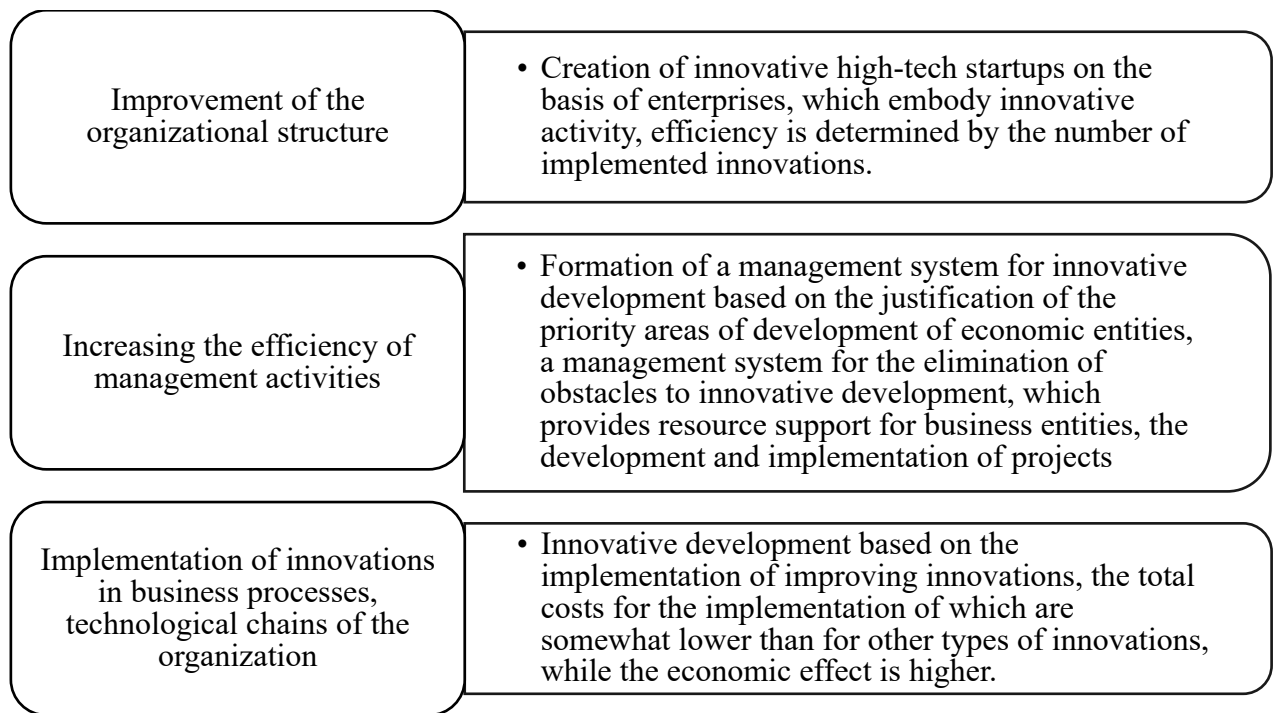 Improvement of the
organizational structure
• Creation of innovative high-tech startups on the
basis of enterprises, which embody innovative
activity, efficiency is determined by the number of
implemented innovations.
Increasing the efficiency of
management activities
• Formation of a management system for innovative
development based on the justification of the
priority areas of development of economic entities,
a management system for the elimination of
obstacles to innovative development, which
provides resource support for business entities, the
development and implementation of projects
Implementation of innovations
in business processes,
technological chains of the
organization
• Innovative development based on the
implementation of improving innovations, the total
costs for the implementation of which are
somewhat lower than for other types of innovations,
while the economic effect is higher.